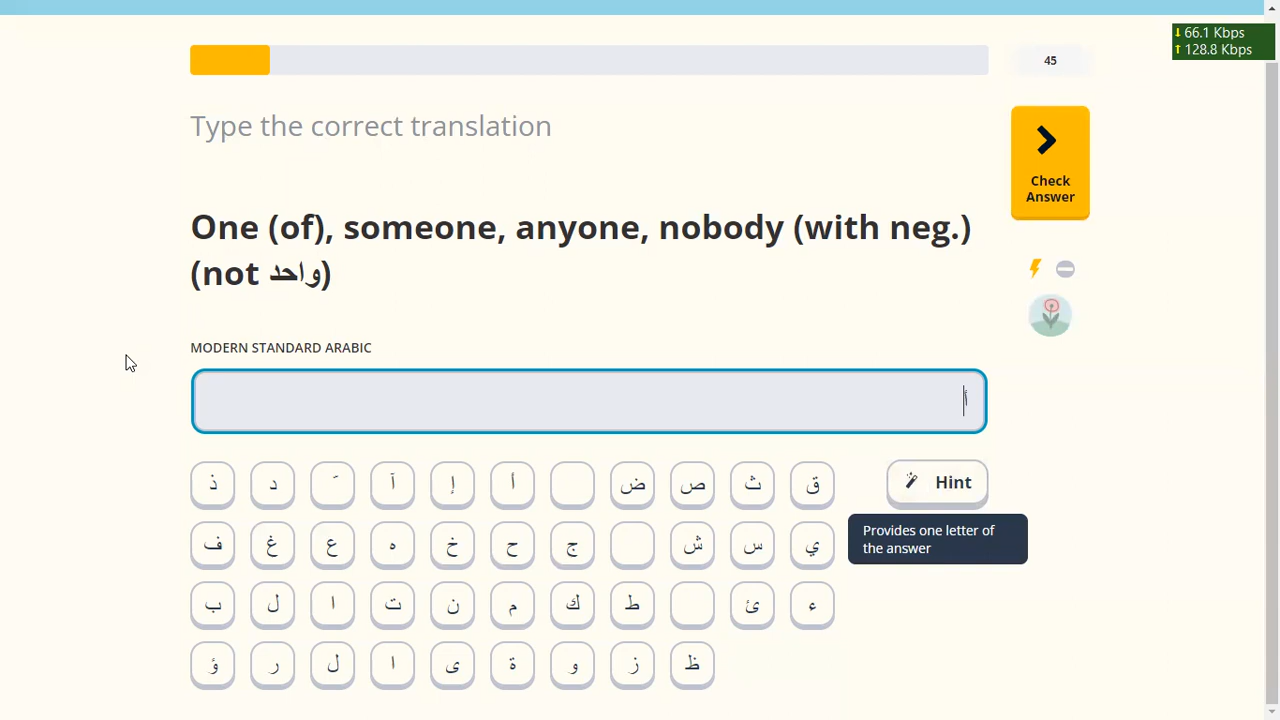 ↓ 66.1 Kbps
↑ 128.8 Kbps
45
Type the correct translation
Check
Answer
One (of), someone, anyone, nobody (with neg.)
(not واحد)
MODERN STANDARD ARABIC
أ
ذ د ـَ آ إ أ ض ص ث ق
Hint
Provides one letter of
the answer
ف غ ع ه خ ح ج ش س ي
ب ل ا ت ن م ك ط ئ ء
ؤ ر ل ا ى ة و ز ظ